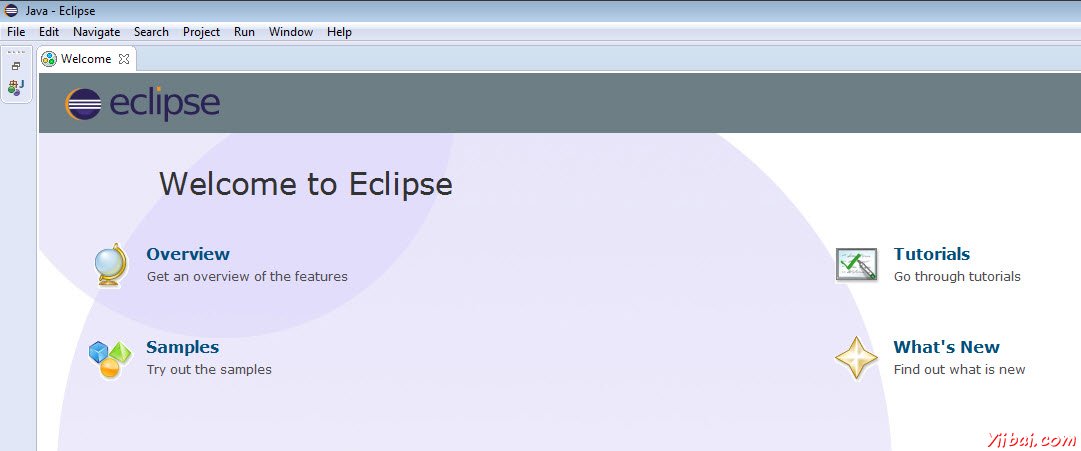 Java - Eclipse
File Edit Navigate Search Project Run Window Help
Welcome
eclipse
Welcome to Eclipse
Overview
Get an overview of the features
Tutorials
Go through tutorials
Samples
Try out the samples
What's New
Find out what is new
Yiibai.com